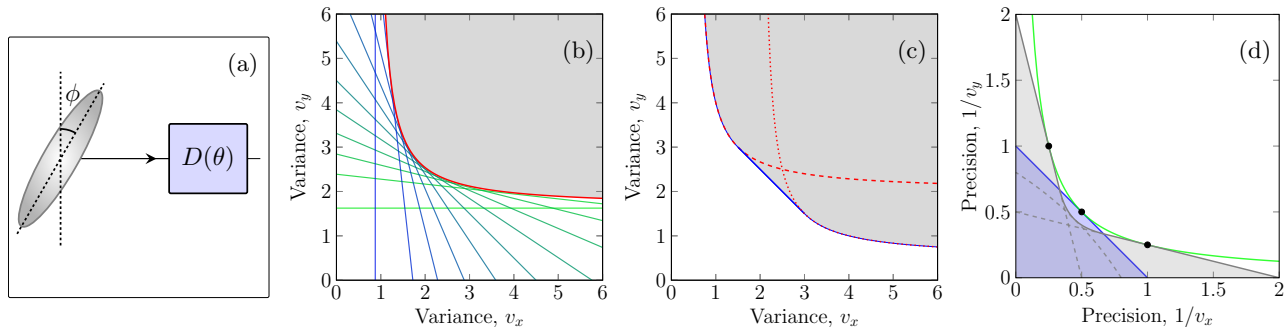 (a)
ϕ
D(θ)
(b)
Variance, v_y
6
5
4
3
2
1
0
0 1 2 3 4 5 6
Variance, v_x
(c)
Variance, v_y
6
5
4
3
2
1
0
0 1 2 3 4 5 6
Variance, v_x
(d)
Precision, 1/v_y
2
1.5
1
0.5
0
0 0.5 1 1.5 2
Precision, 1/v_x